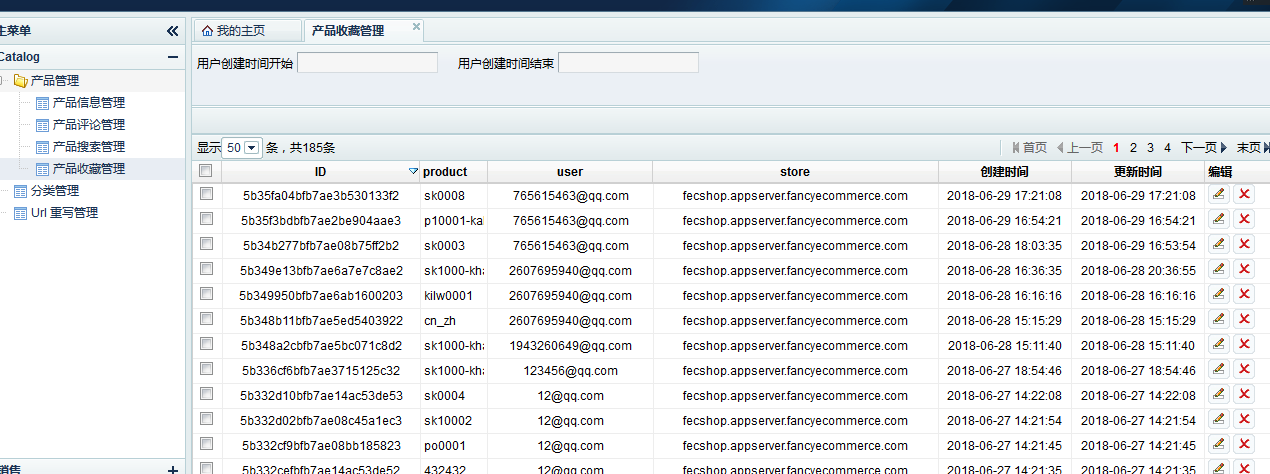 主菜单
我的主页
产品收藏管理
Catalog
用户创建时间开始
用户创建时间结束
产品管理
产品信息管理
产品评论管理
产品搜索管理
产品收藏管理
分类管理
Url 重写管理
销售
显示 50 条，共185条
首页 上一页 1 2 3 4 下一页 末页
ID product user store 创建时间 更新时间 编辑
5b35fa04bfb7ae3b530133f2 sk0008 765615463@qq.com fecshop.appserver.fancyecommerce.com 2018-06-29 17:21:08 2018-06-29 17:21:08
5b35f3bdbfb7ae2be904aae3 p10001-kal 765615463@qq.com fecshop.appserver.fancyecommerce.com 2018-06-29 16:54:21 2018-06-29 16:54:21
5b34b277bfb7ae08b75ff2b2 sk0003 765615463@qq.com fecshop.appserver.fancyecommerce.com 2018-06-28 18:03:35 2018-06-29 16:53:54
5b349e13bfb7ae6a7e7c8ae2 sk1000-kha 2607695940@qq.com fecshop.appserver.fancyecommerce.com 2018-06-28 16:36:35 2018-06-28 20:36:55
5b349950bfb7ae6ab1600203 kilw0001 2607695940@qq.com fecshop.appserver.fancyecommerce.com 2018-06-28 16:16:16 2018-06-28 16:16:16
5b348b11bfb7ae5ed5403922 cn_zh 2607695940@qq.com fecshop.appserver.fancyecommerce.com 2018-06-28 15:15:29 2018-06-28 15:15:29
5b348a2cbfb7ae5bc071c8d2 sk1000-kha 1943260649@qq.com fecshop.appserver.fancyecommerce.com 2018-06-28 15:11:40 2018-06-28 15:11:40
5b336cf6bfb7ae3715125c32 sk1000-kha 123456@qq.com fecshop.appserver.fancyecommerce.com 2018-06-27 18:54:46 2018-06-27 18:54:46
5b332d10bfb7ae14ac53de53 sk0004 12@qq.com fecshop.appserver.fancyecommerce.com 2018-06-27 14:22:08 2018-06-27 14:22:08
5b332d02bfb7ae08c45a1ec3 sk10002 12@qq.com fecshop.appserver.fancyecommerce.com 2018-06-27 14:21:54 2018-06-27 14:21:54
5b332cf9bfb7ae08bb185823 po0001 12@qq.com fecshop.appserver.fancyecommerce.com 2018-06-27 14:21:45 2018-06-27 14:21:45
5b332cefbfb7ae14ac53de52 432432 12@qq.com fecshop.appserver.fancyecommerce.com 2018-06-27 14:21:35 2018-06-27 14:21:35